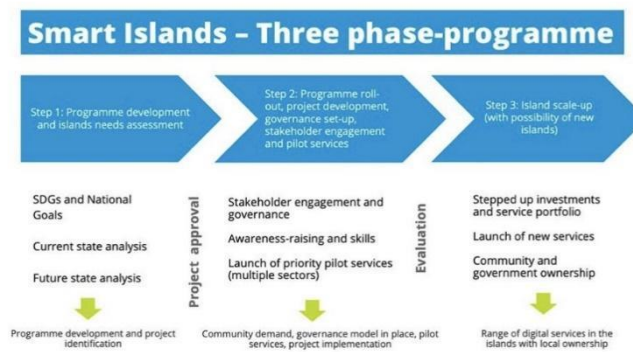 Smart Islands – Three phase-programme
Step 1: Programme development
and islands needs assessment
Step 2: Programme roll-
out, project development,
governance set-up,
stakeholder engagement
and pilot services
Step 3: Island scale-up
(with possibility of new
islands)
SDGs and National
Goals
Current state analysis
Future state analysis
Project approval
Stakeholder engagement and
governance
Awareness-raising and skills
Launch of priority pilot services
(multiple sectors)
Evaluation
Stepped up investments
and service portfolio
Launch of new services
Community and
government ownership
Programme development and project
identification
Community demand, governance model in place, pilot
services, project implementation
Range of digital services in the
islands with local ownership